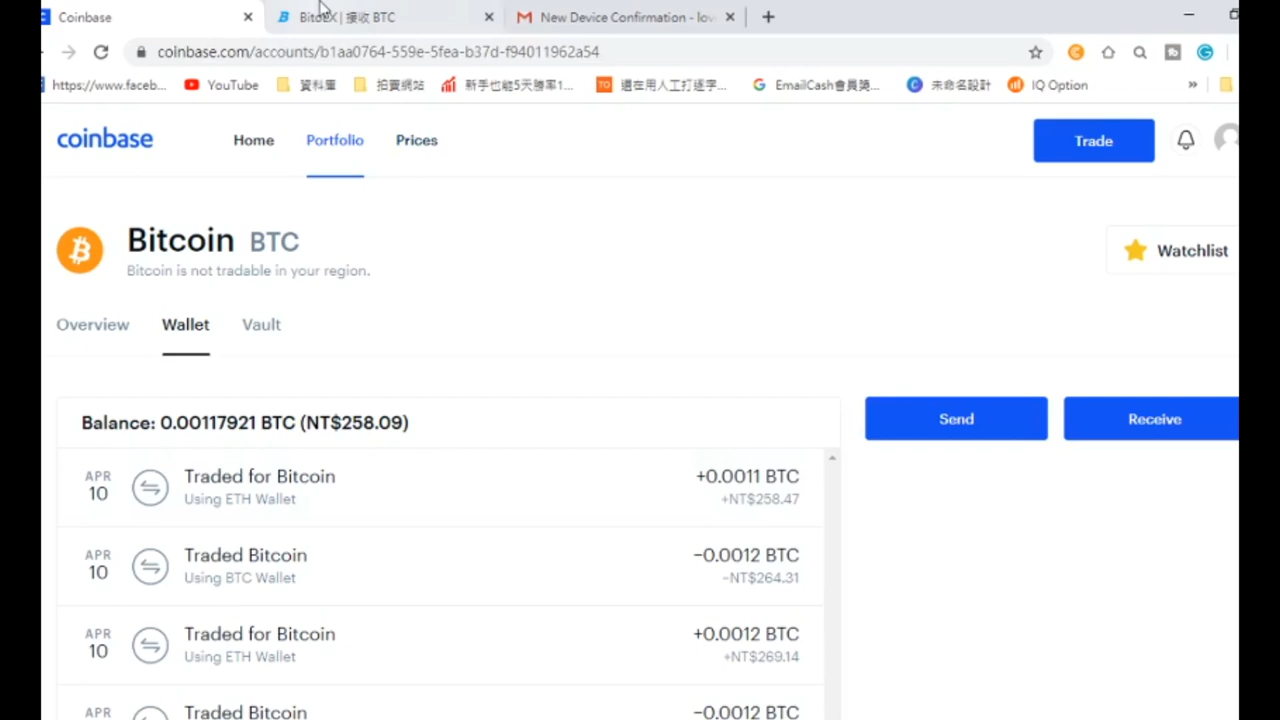 Coinbase
BitoEX | 接收 BTC
New Device Confirmation - lov
coinbase.com/accounts/b1aa0764-559e-5fea-b37d-f94011962a54
https://www.faceb...
YouTube
資料庫
拍賣網站
新手也能5天勝率1...
還在用人工打逐字...
EmailCash會員獎...
未命名設計
IQ Option
»
coinbase
Home
Portfolio
Prices
Trade
Bitcoin BTC
Bitcoin is not tradable in your region.
Watchlist
Overview
Wallet
Vault
Balance: 0.00117921 BTC (NT$258.09)
Send
Receive
APR
10
Traded for Bitcoin
Using ETH Wallet
+0.0011 BTC
+NT$258.47
APR
10
Traded Bitcoin
Using BTC Wallet
−0.0012 BTC
−NT$264.31
APR
10
Traded for Bitcoin
Using ETH Wallet
+0.0012 BTC
+NT$269.14
APR
Traded Bitcoin
−0.0012 BTC